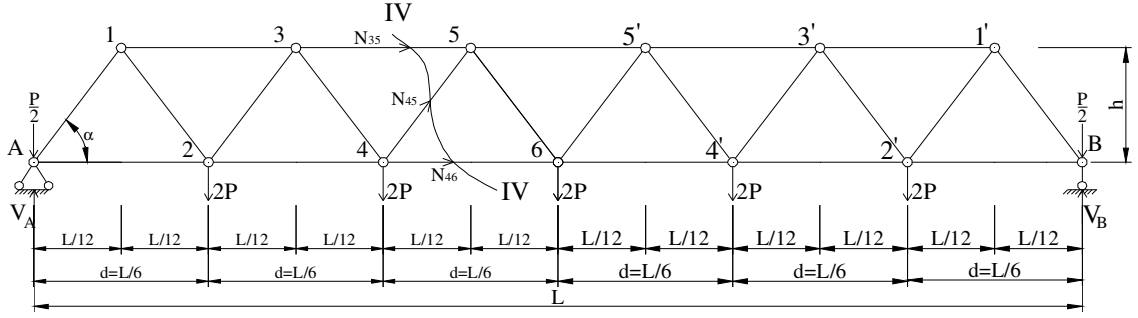 IV
1 3 N35 5 5' 3' 1'
P/2 α N45 P/2 h
A 2 4 N46 6 4' 2' B
2P 2P IV 2P 2P 2P
VA VB
L/12 L/12 L/12 L/12 L/12 L/12 L/12 L/12 L/12 L/12 L/12 L/12
d=L/6 d=L/6 d=L/6 d=L/6 d=L/6 d=L/6
L